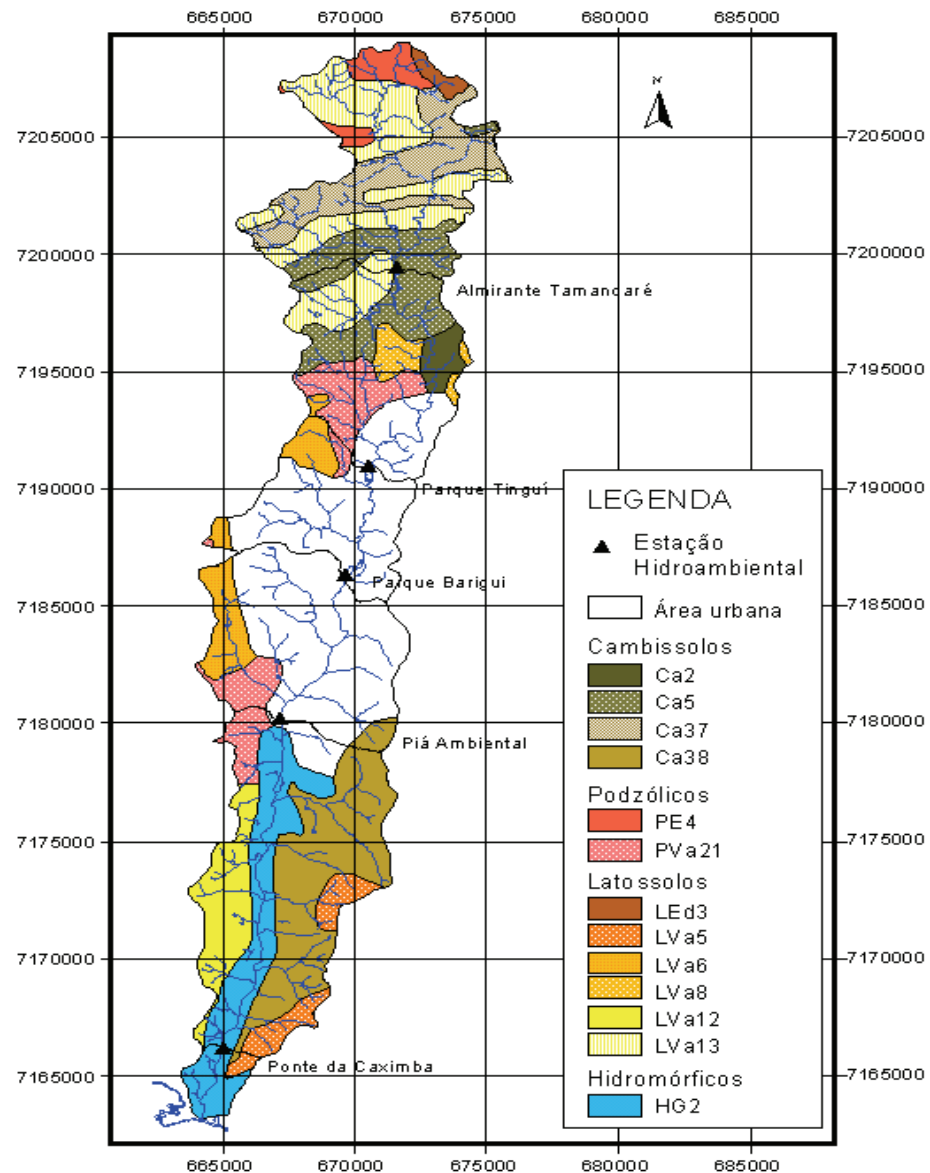 665000 670000 675000 680000 685000
N
7205000 7205000
7200000 7200000
Almirante Tamandaré
7195000 7195000
7190000 7190000
Parque Tinguí
LEGENDA
Estação
Hidroambiental
Parque Barigui
7185000 7185000
Área urbana
Cambissolos
Ca2
Ca5
7180000 7180000
Piá Ambiental
Ca37
Ca38
Podzólicos
PE4
7175000 7175000
PVa21
Latossolos
LEd3
LVa5
7170000 7170000
LVa6
LVa8
LVa12
LVa13
Ponte da Caximba
7165000 7165000
Hidromórficos
HG2
665000 670000 675000 680000 685000